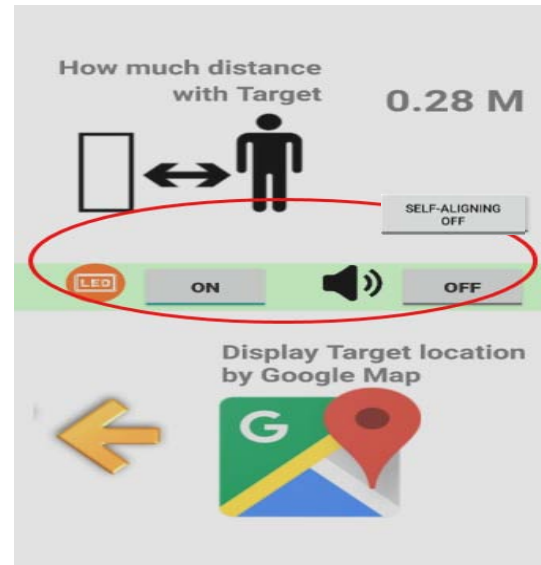 How much distance
with Target
0.28 M
SELF-ALIGNING
OFF
LED
ON
OFF
Display Target location
by Google Map
G